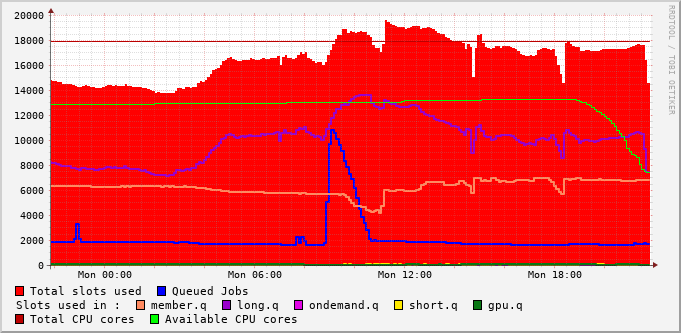 20000
18000
16000
14000
12000
10000
8000
6000
4000
2000
0
Mon 00:00 Mon 06:00 Mon 12:00 Mon 18:00
Total slots used Queued Jobs
Slots used in : member.q long.q ondemand.q short.q gpu.q
Total CPU cores Available CPU cores
RRDTOOL / TOBI OETIKER